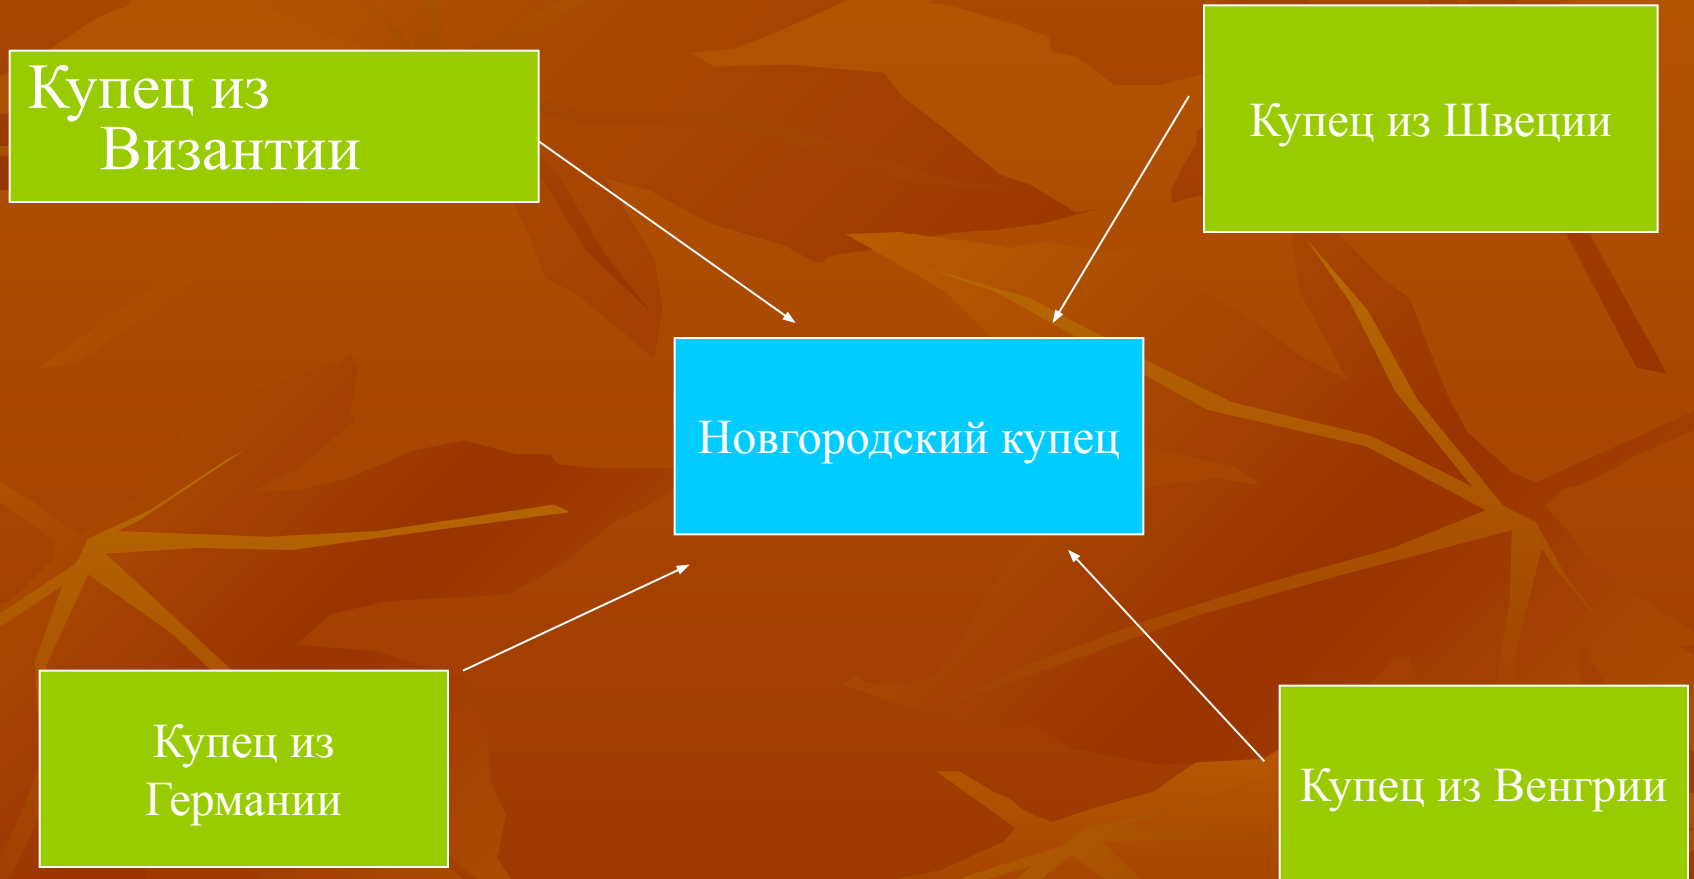 Купец из
Византии
Купец из Швеции
Новгородский купец
Купец из
Германии
Купец из Венгрии